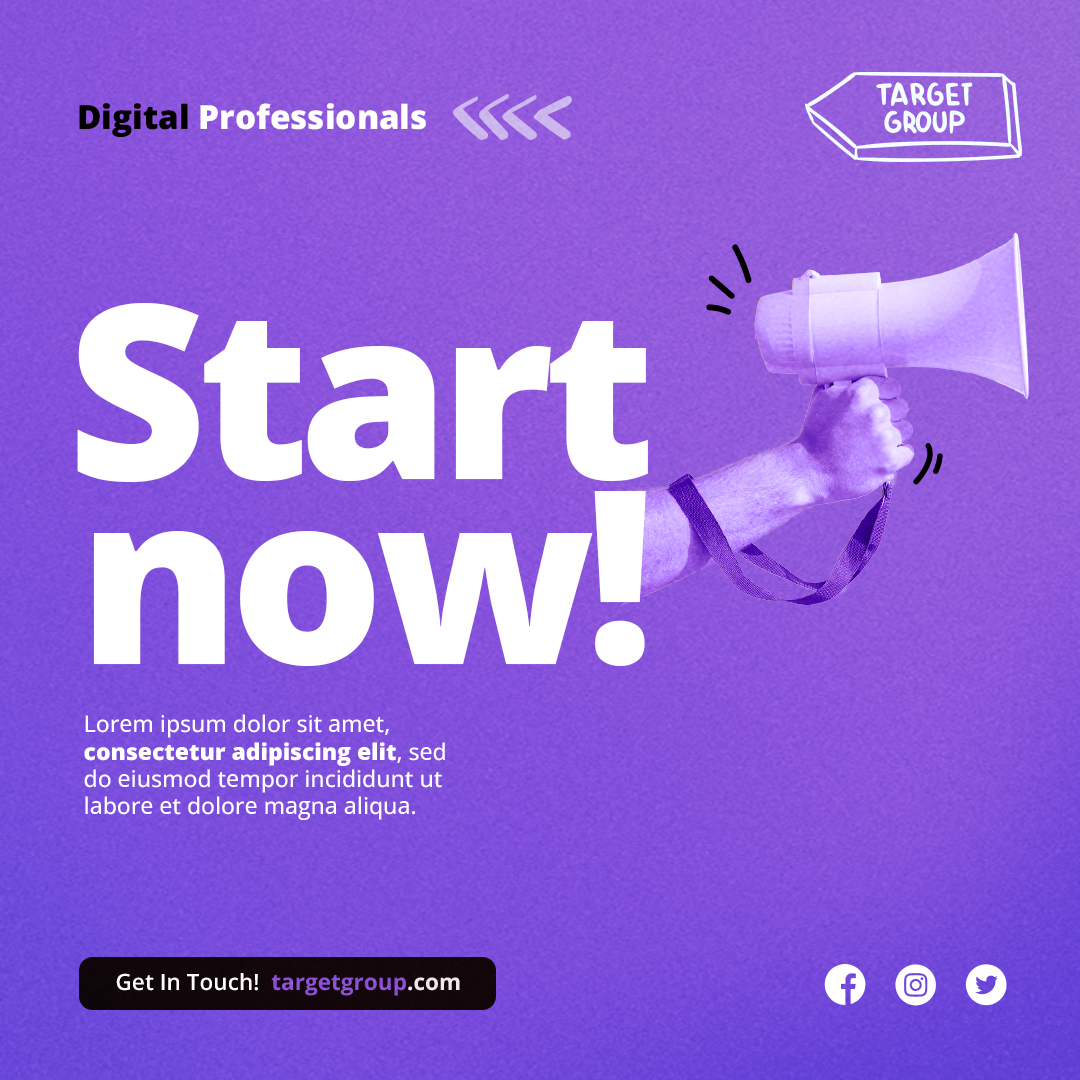 Digital Professionals
TARGET
GROUP
Start
now!
Lorem ipsum dolor sit amet,
consectetur adipiscing elit, sed
do eiusmod tempor incididunt ut
labore et dolore magna aliqua.
Get In Touch! targetgroup.com